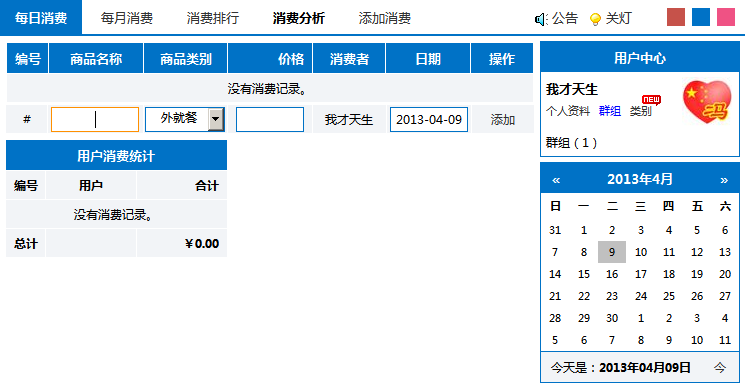 每日消费 每月消费 消费排行 消费分析 添加消费 公告 关灯
编号 商品名称 商品类别 价格 消费者 日期 操作
没有消费记录。
# 外就餐 我才天生 2013-04-09 添加
用户消费统计
编号 用户 合计
没有消费记录。
总计 ￥0.00
用户中心
我才天生
个人资料 群组 类别 NEW
群组（1）
冯
« 2013年4月 »
日 一 二 三 四 五 六
31 1 2 3 4 5 6
7 8 9 10 11 12 13
14 15 16 17 18 19 20
21 22 23 24 25 26 27
28 29 30 1 2 3 4
5 6 7 8 9 10 11
今天是：2013年04月09日 今